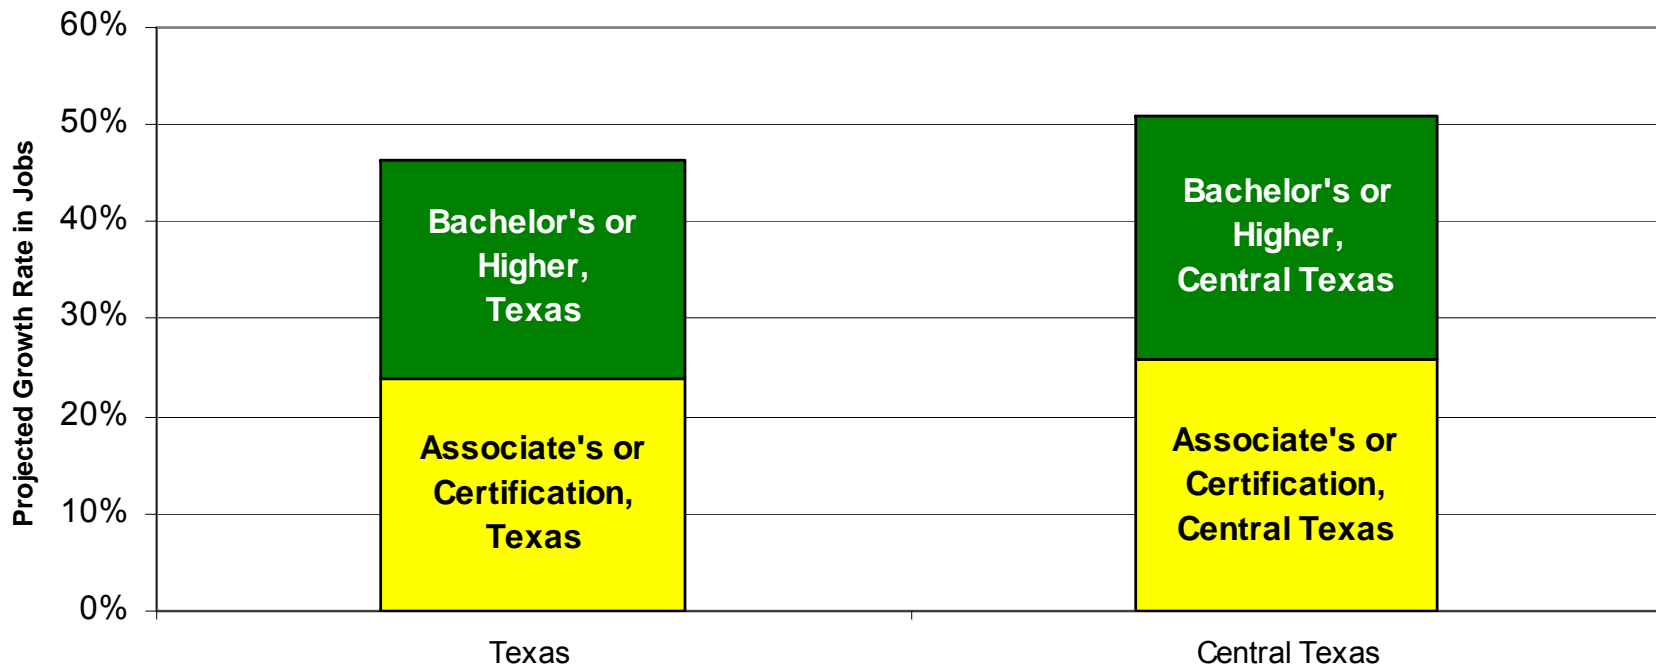 Projected Growth Rate in Jobs
60%
50%
40%
30%
20%
10%
0%
Bachelor's or
Higher,
Texas
Associate's or
Certification,
Texas
Bachelor's or
Higher,
Central Texas
Associate's or
Certification,
Central Texas
Texas
Central Texas